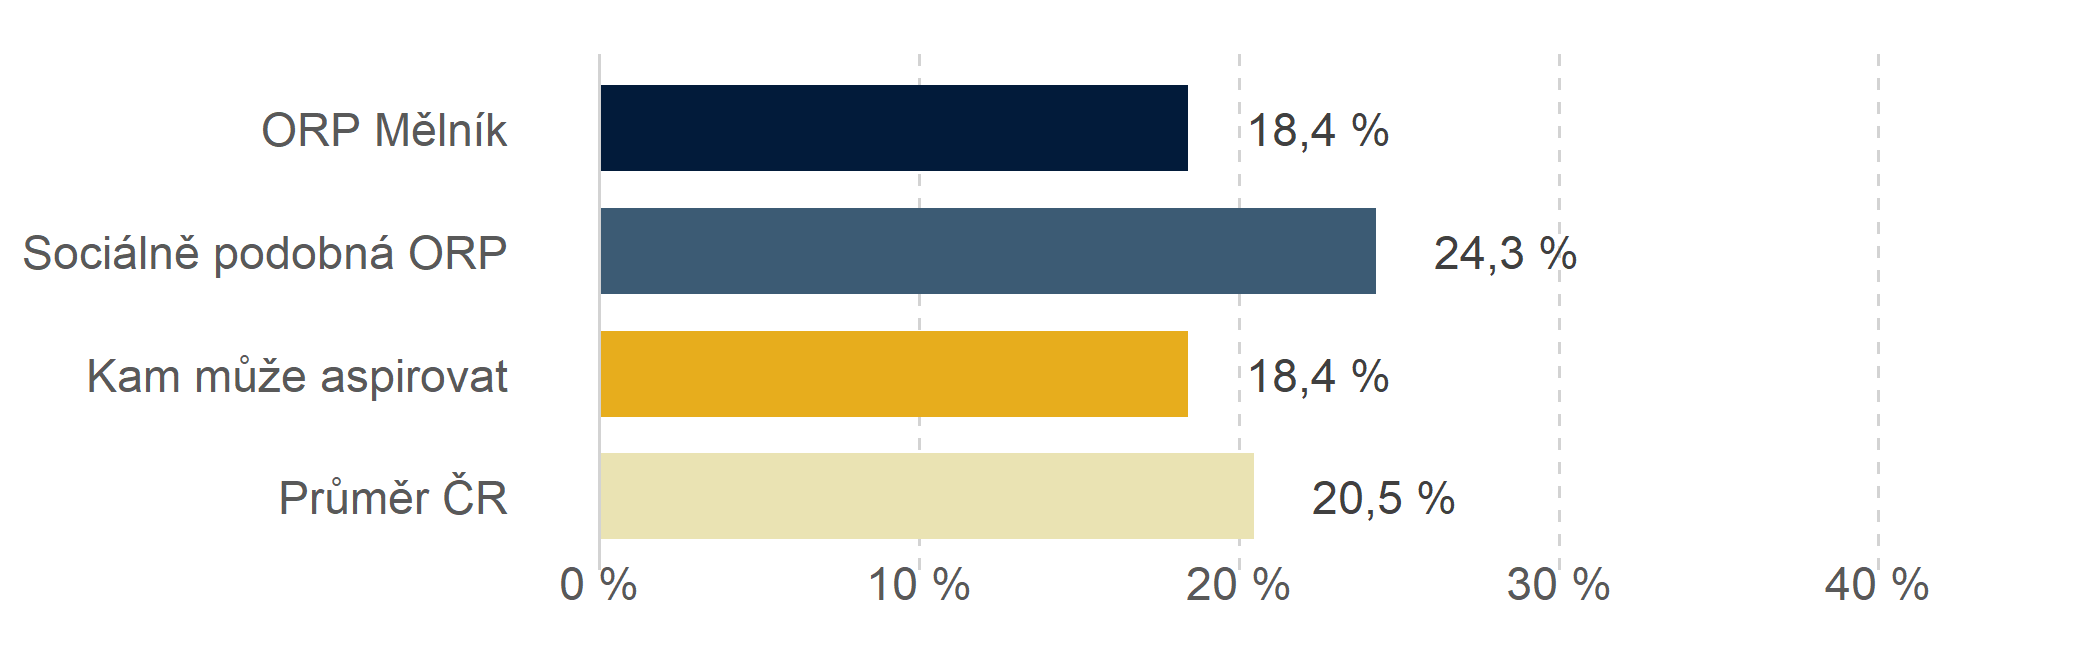 ORP Mělník 18,4 %
Sociálně podobná ORP 24,3 %
Kam může aspirovat 18,4 %
Průměr ČR 20,5 %
0 % 10 % 20 % 30 % 40 %